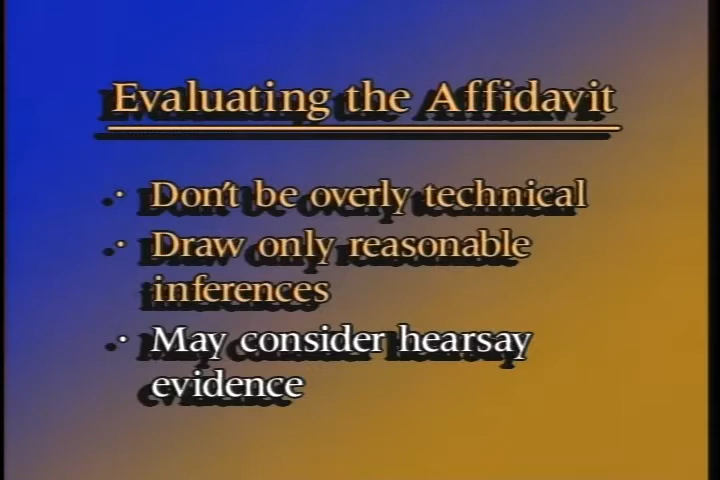 Evaluating the Affidavit
· Don't be overly technical
· Draw only reasonable
inferences
· May consider hearsay
evidence